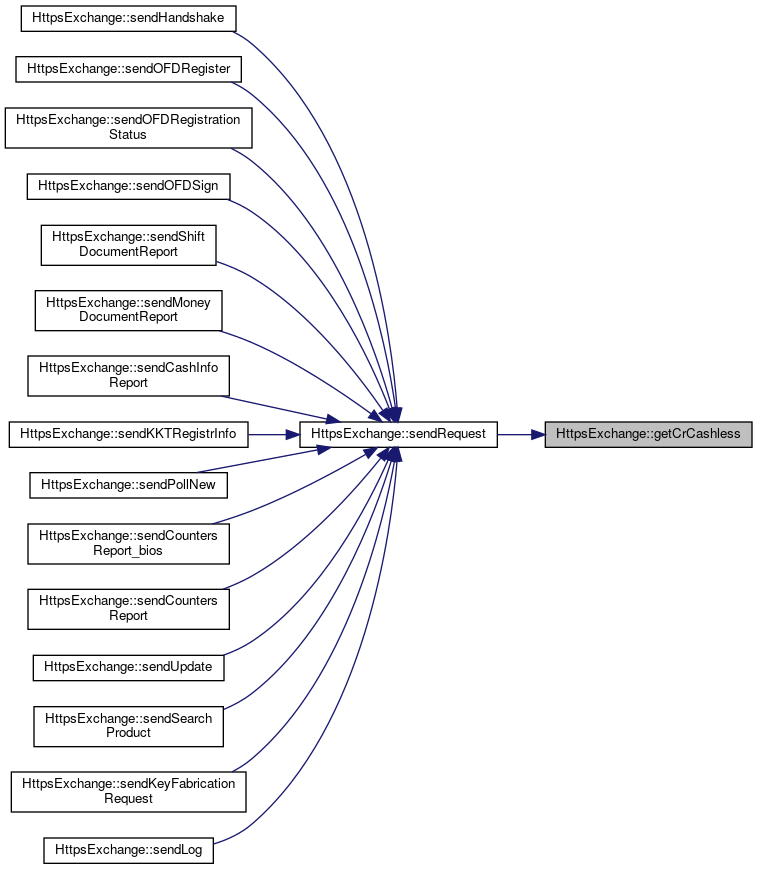 HttpsExchange::sendHandshake
HttpsExchange::sendOFDRegister
HttpsExchange::sendOFDRegistration
Status
HttpsExchange::sendOFDSign
HttpsExchange::sendShift
DocumentReport
HttpsExchange::sendMoney
DocumentReport
HttpsExchange::sendCashInfo
Report
HttpsExchange::sendKKTRegistrInfo
HttpsExchange::sendRequest
HttpsExchange::getCrCashless
HttpsExchange::sendPollNew
HttpsExchange::sendCounters
Report_bios
HttpsExchange::sendCounters
Report
HttpsExchange::sendUpdate
HttpsExchange::sendSearch
Product
HttpsExchange::sendKeyFabrication
Request
HttpsExchange::sendLog